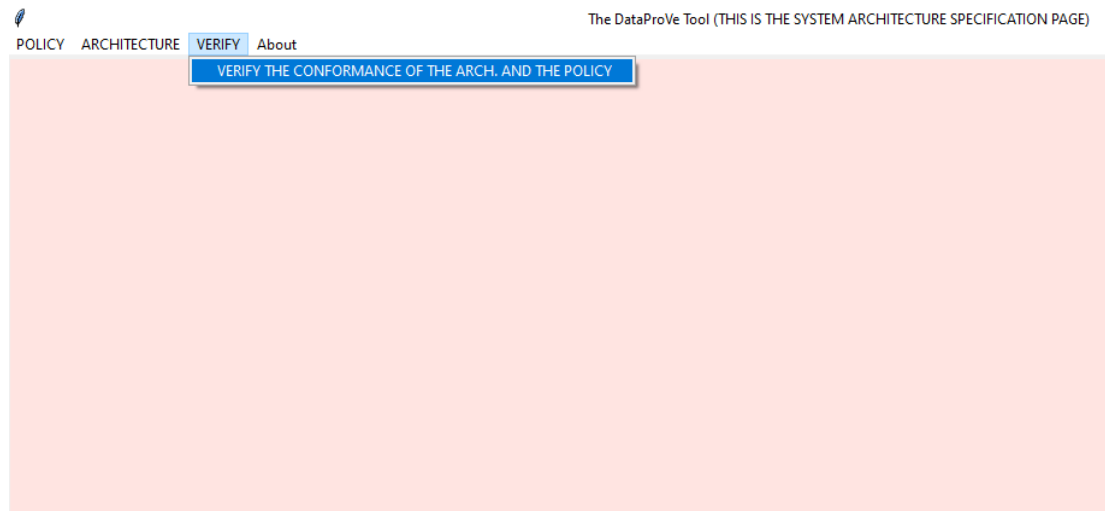 The DataProVe Tool (THIS IS THE SYSTEM ARCHITECTURE SPECIFICATION PAGE)
POLICY ARCHITECTURE VERIFY About
VERIFY THE CONFORMANCE OF THE ARCH. AND THE POLICY